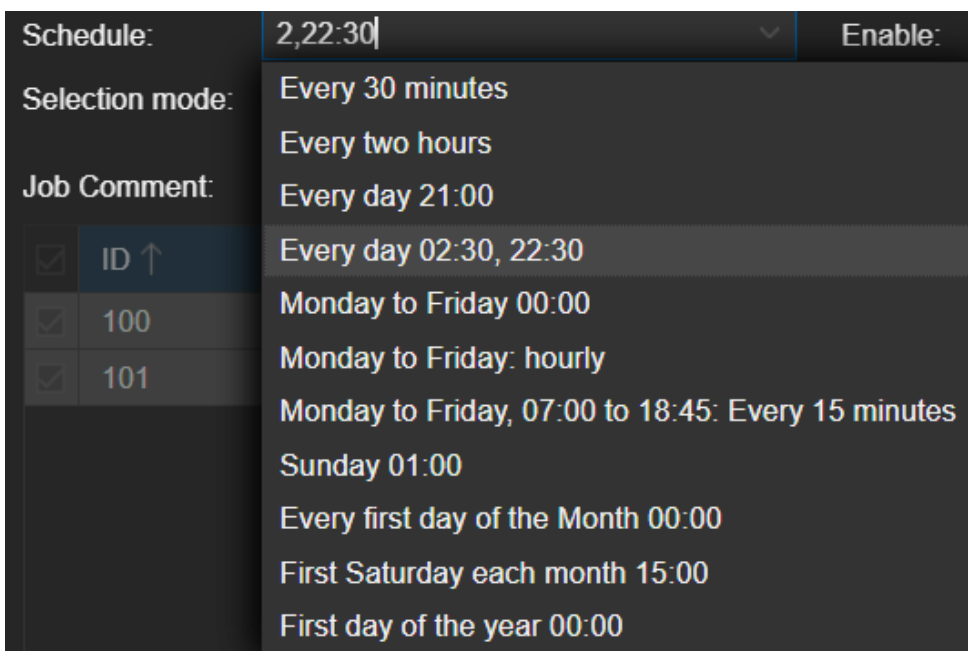 Schedule: 2,22:30 Enable:
Selection mode:
Job Comment:
ID ↑
100
101
Every 30 minutes
Every two hours
Every day 21:00
Every day 02:30, 22:30
Monday to Friday 00:00
Monday to Friday: hourly
Monday to Friday, 07:00 to 18:45: Every 15 minutes
Sunday 01:00
Every first day of the Month 00:00
First Saturday each month 15:00
First day of the year 00:00